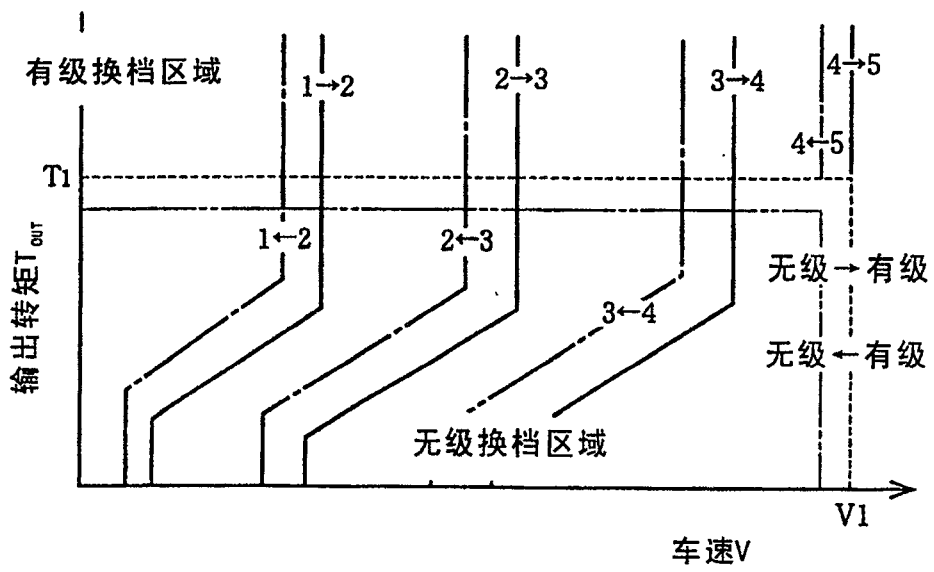 有级换档区域
1→2
2→3
3→4
4→5
4←5
T1
1←2
2←3
3←4
无级→有级
无级←有级
输出转矩TOUT
无级换档区域
V1
车速V